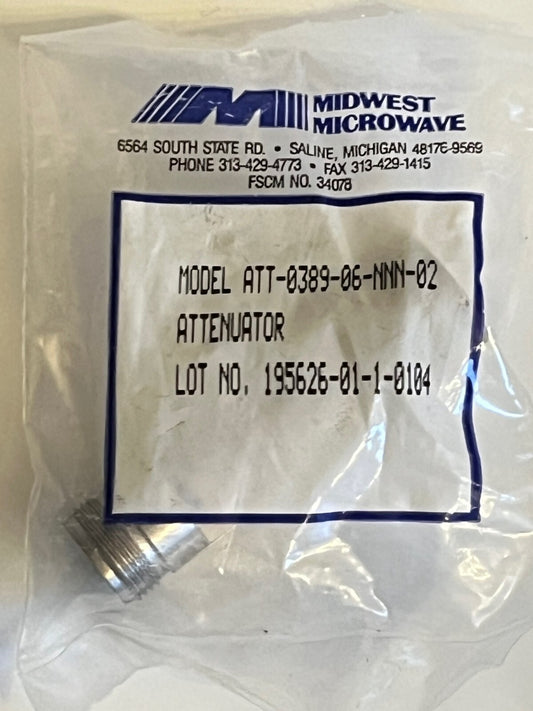 MIDWEST
MICROWAVE
6564 SOUTH STATE RD. • SALINE, MICHIGAN 48176-9569
PHONE 313-429-4773 • FAX 313-429-1415
FSCM NO. 34078
MODEL ATT-0389-06-NNN-02
ATTENUATOR
LOT NO. 195626-01-1-0104